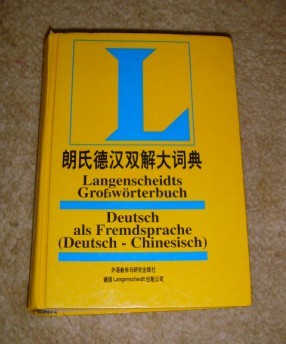 L
朗氏德汉双解大词典
Langenscheidts
Großwörterbuch
Deutsch
als Fremdsprache
(Deutsch - Chinesisch)
外语教学与研究出版社
德国Langenscheidt出版公司